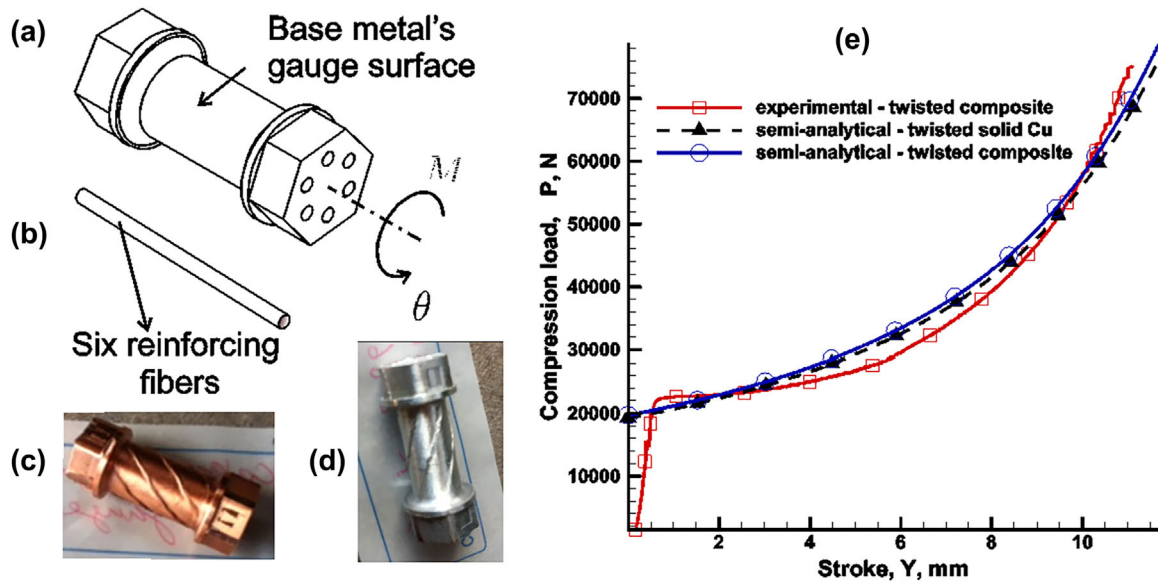 (a)
Base metal's
gauge surface
M
θ
(b)
Six reinforcing
fibers
(c)
E
E
gauge
(d)
(e)
experimental - twisted composite
semi-analytical - twisted solid Cu
semi-analytical - twisted composite
Compression load, P, N
70000
60000
50000
40000
30000
20000
10000
2
4
6
8
10
Stroke, Y, mm